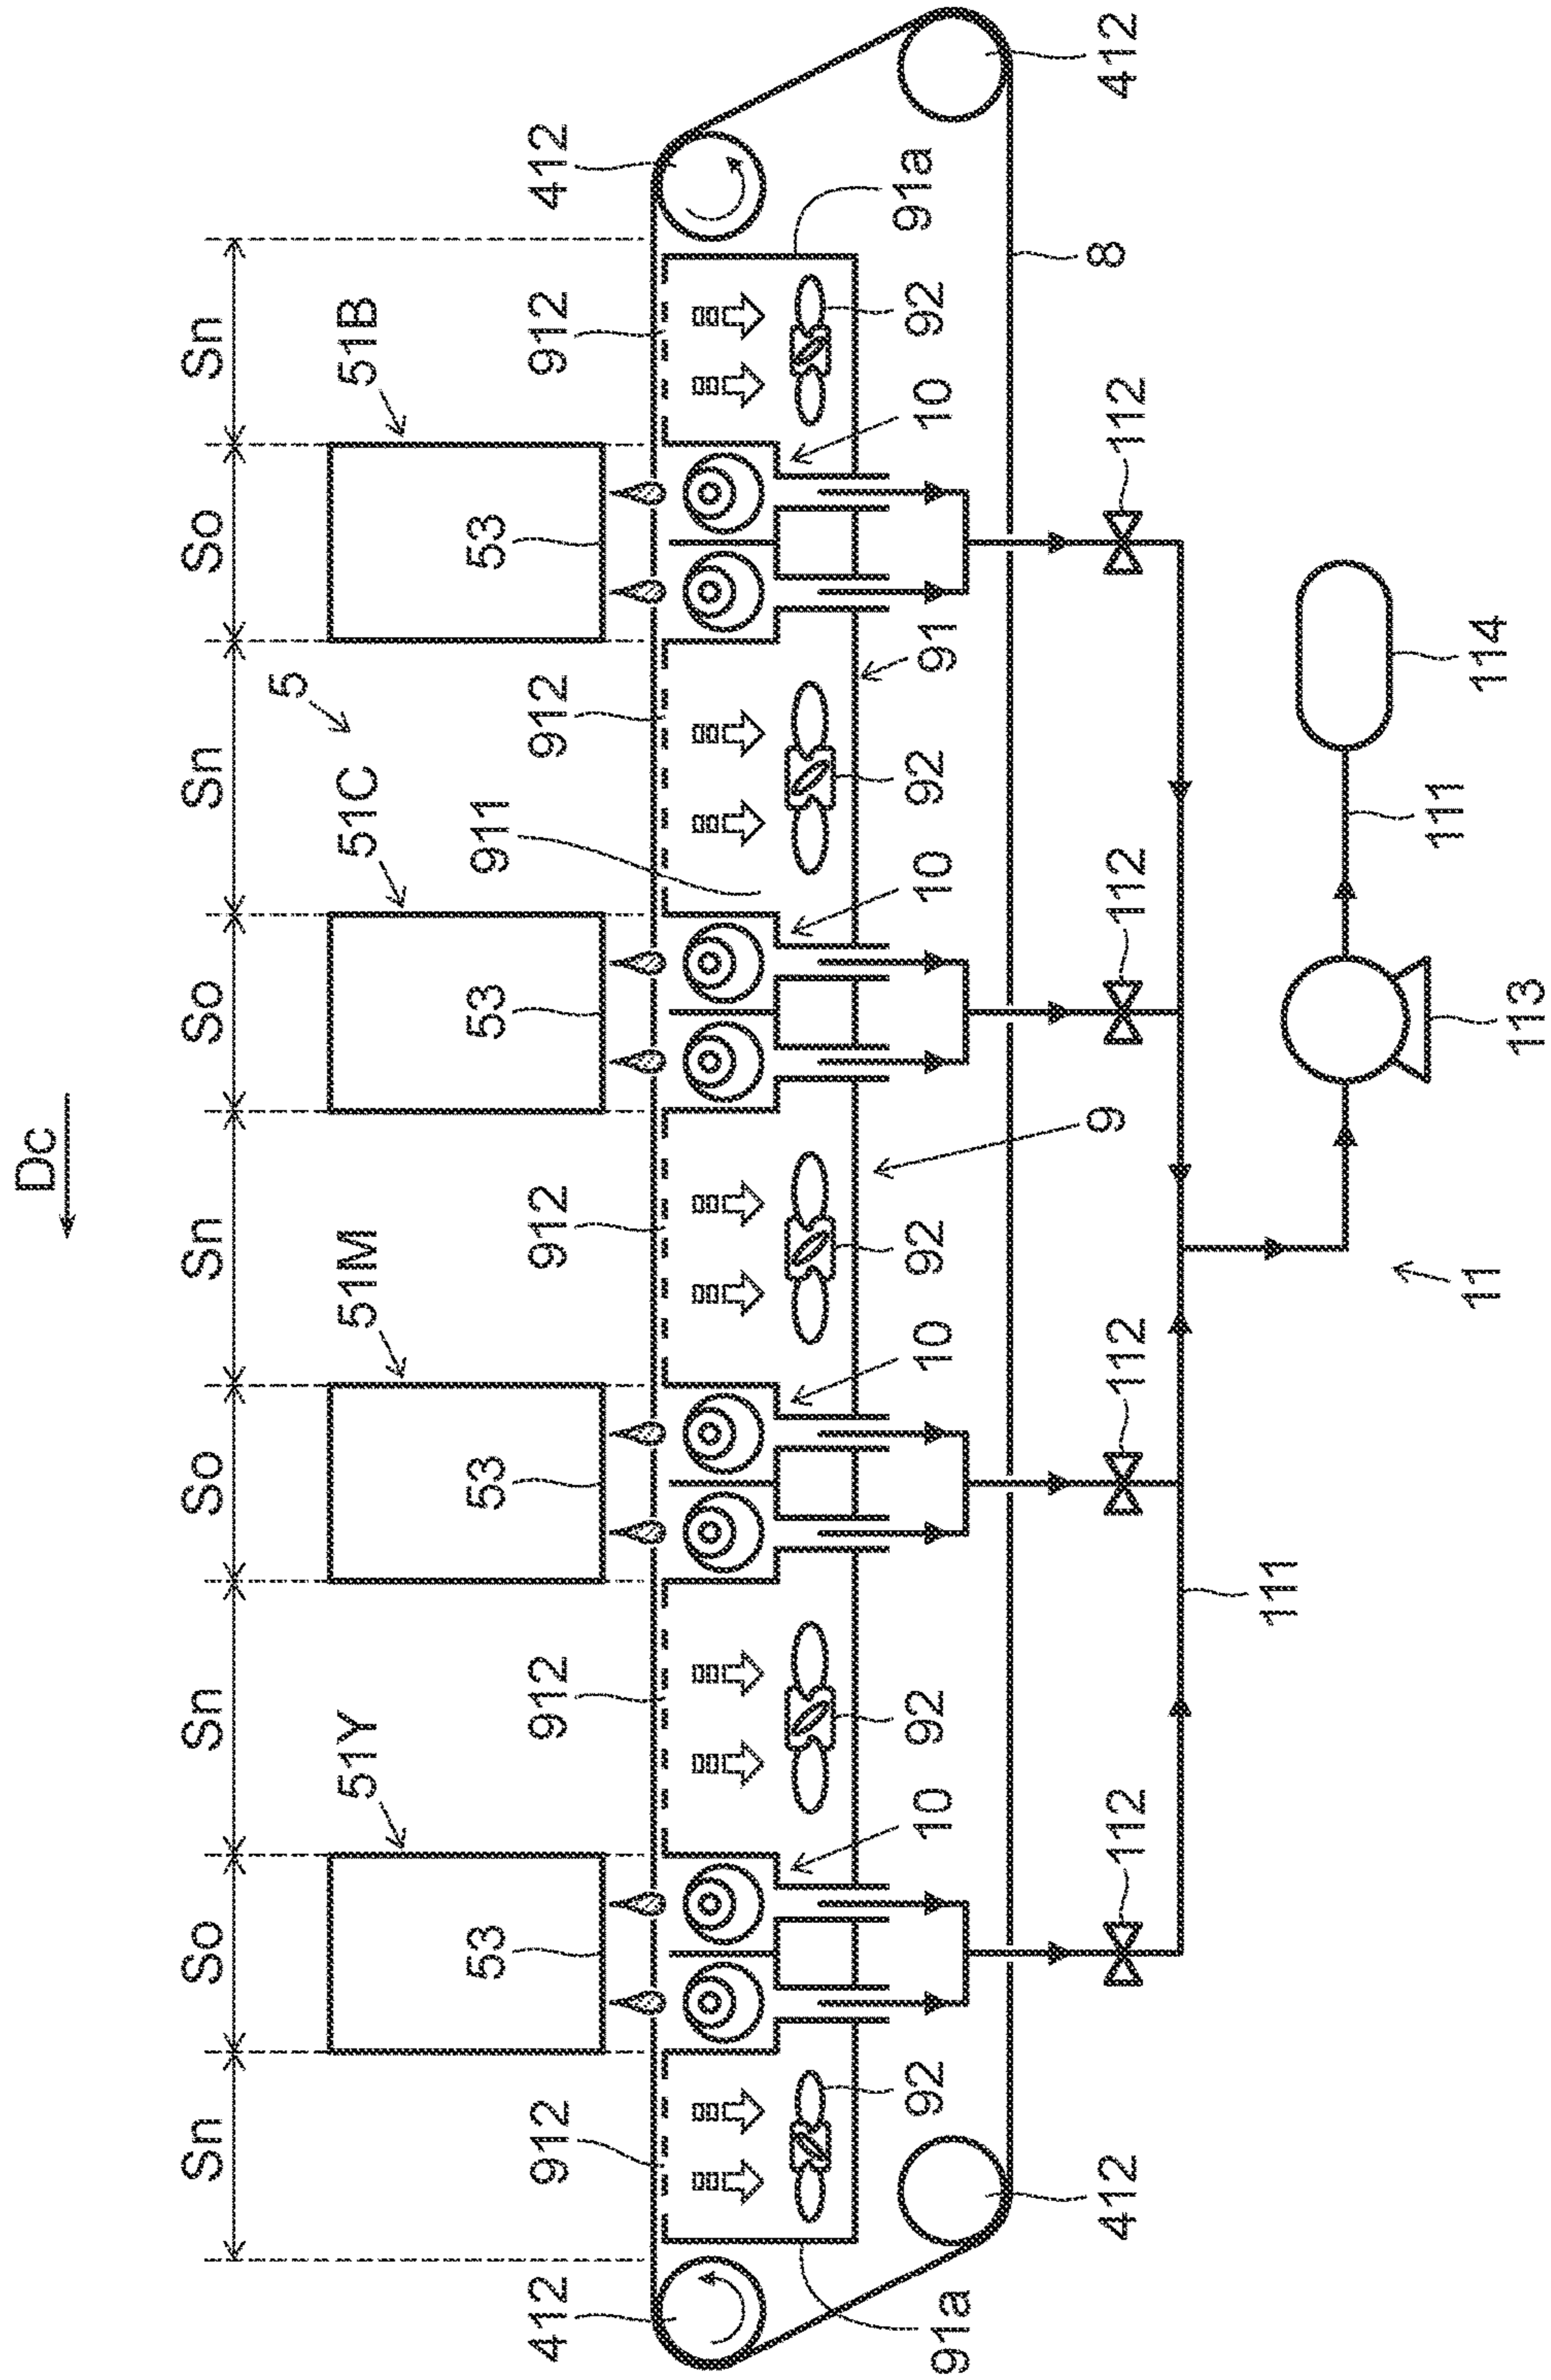 Dc
Sn So Sn So Sn So Sn So Sn
5
51Y 51M 51C 51B
53 53 53 911 53
412 912 912 912 912 912 412
91a 92 10 92 10 92 10 92 91 10 92 91a
412 112 112 9 112 112 8 412
111
11 113 111 114